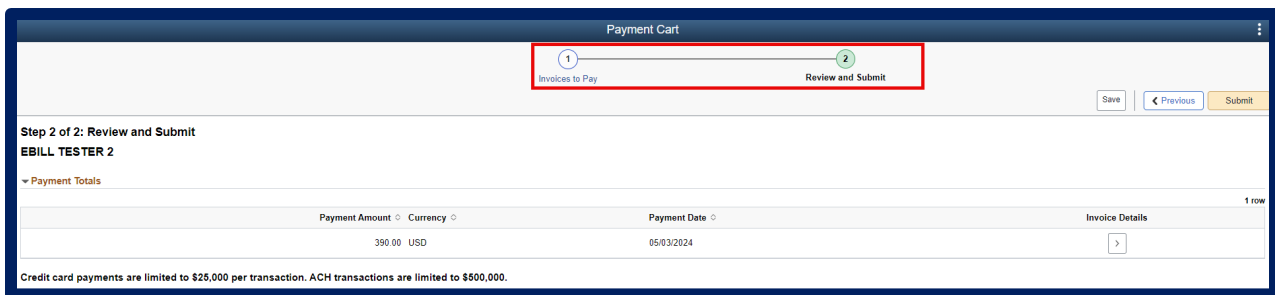 Payment Cart
1 2
Invoices to Pay Review and Submit
Save Previous Submit
Step 2 of 2: Review and Submit
EBILL TESTER 2
Payment Totals
1 row
Payment Amount Currency Payment Date Invoice Details
390.00 USD 05/03/2024
Credit card payments are limited to $25,000 per transaction. ACH transactions are limited to $500,000.